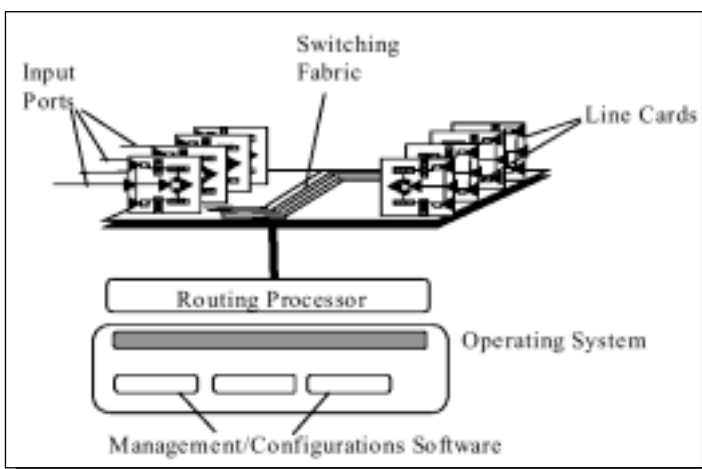 Switching
Fabric
Input
Ports
Line Cards
Routing Processor
Operating System
Management/Configurations Software